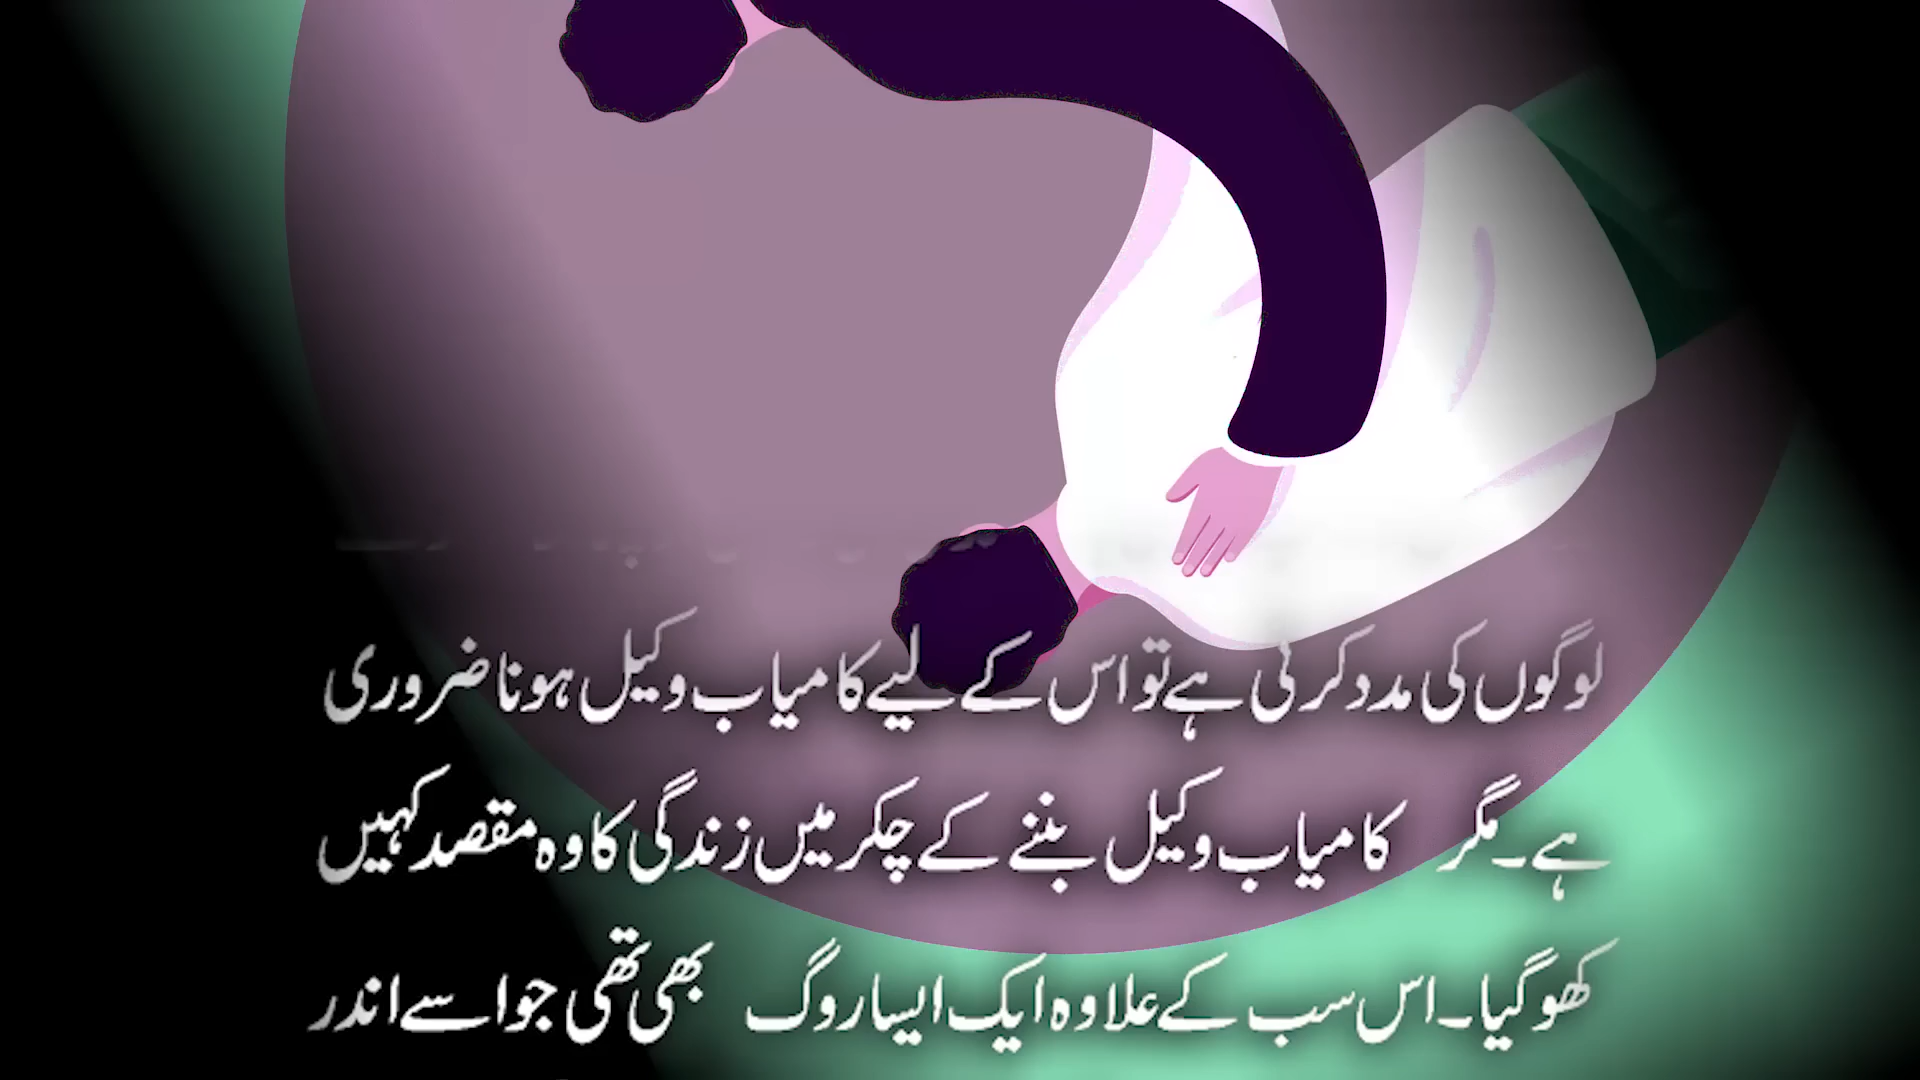 لوگوں کی مدد کرنی ہے تو اس کے لیے کامیاب وکیل ہونا ضروری
ہے۔ مگر کامیاب وکیل بننے کے چکر میں زندگی کا وہ مقصد کہیں
کھو گیا۔ اس سب کے علاوہ ایک ایسا روگ بھی تھی جو اسے اندر